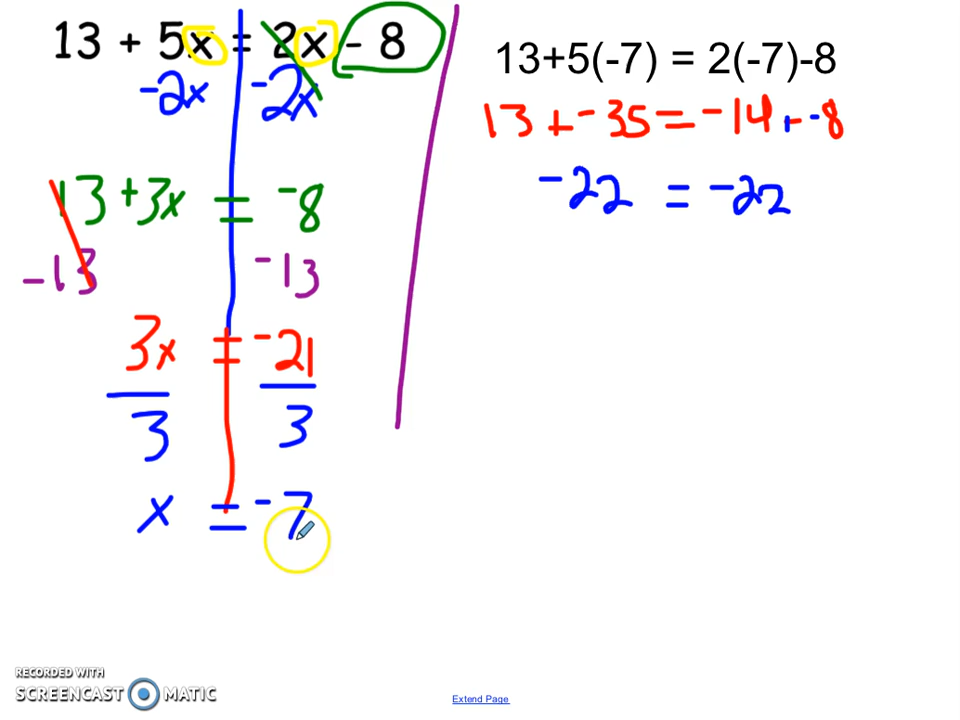 13 + 5x = 2x - 8
-2x -2x
13 +3x = -8
-13 -13
3x = -21
3 3
x = -7
13+5(-7) = 2(-7)-8
13 + -35 = -14 + -8
-22 = -22
RECORDED WITH
SCREENCAST MATIC
Extend Page